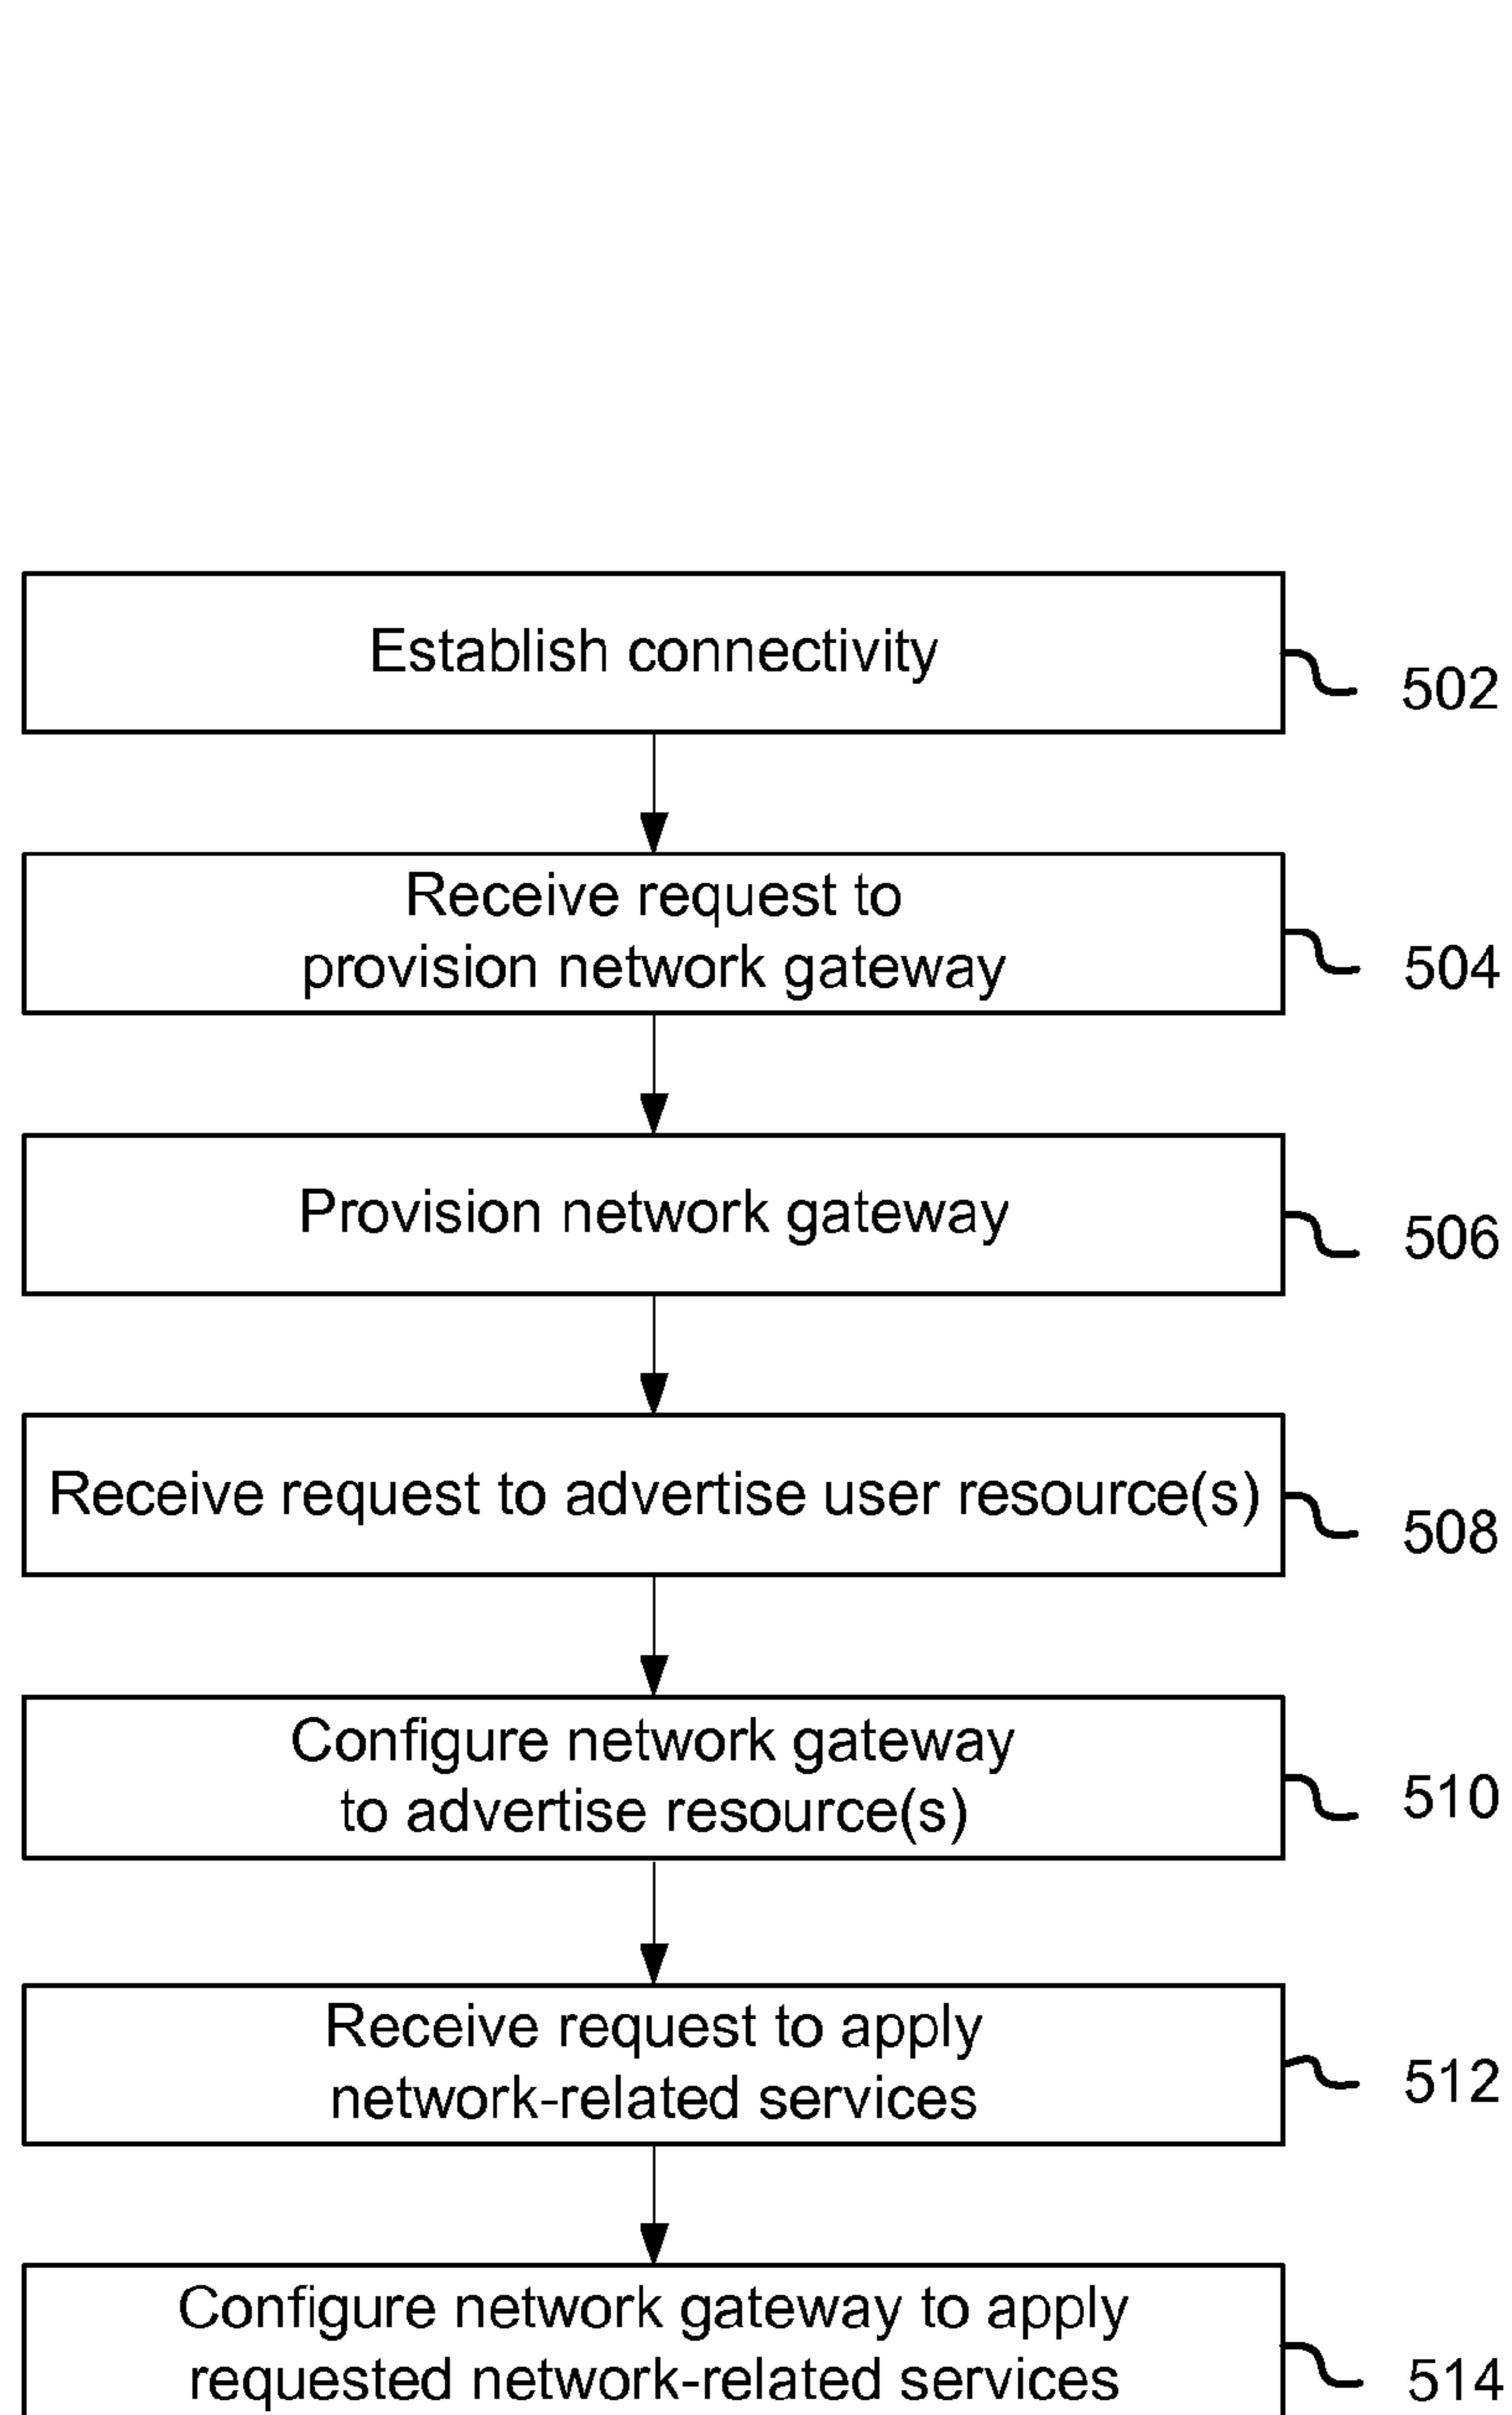 Establish connectivity
502
Receive request to
provision network gateway
504
Provision network gateway
506
Receive request to advertise user resource(s)
508
Configure network gateway
to advertise resource(s)
510
Receive request to apply
network-related services
512
Configure network gateway to apply
requested network-related services
514